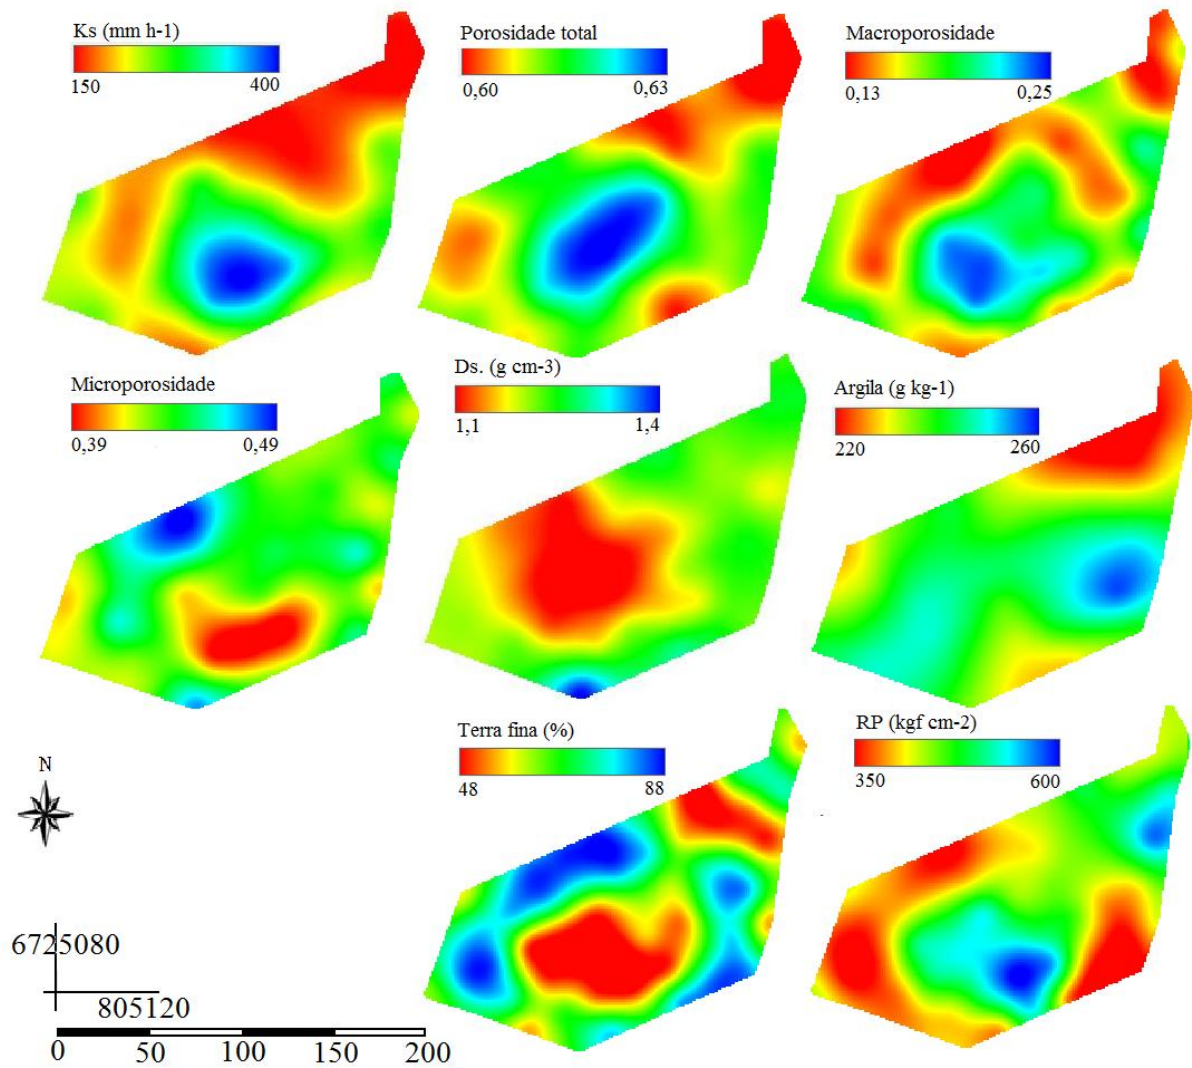 Ks (mm h-1)
150 400
Porosidade total
0,60 0,63
Macroporosidade
0,13 0,25
Microporosidade
0,39 0,49
Ds. (g cm-3)
1,1 1,4
Argila (g kg-1)
220 260
Terra fina (%)
48 88
RP (kgf cm-2)
350 600
N
6725080
805120
0 50 100 150 200